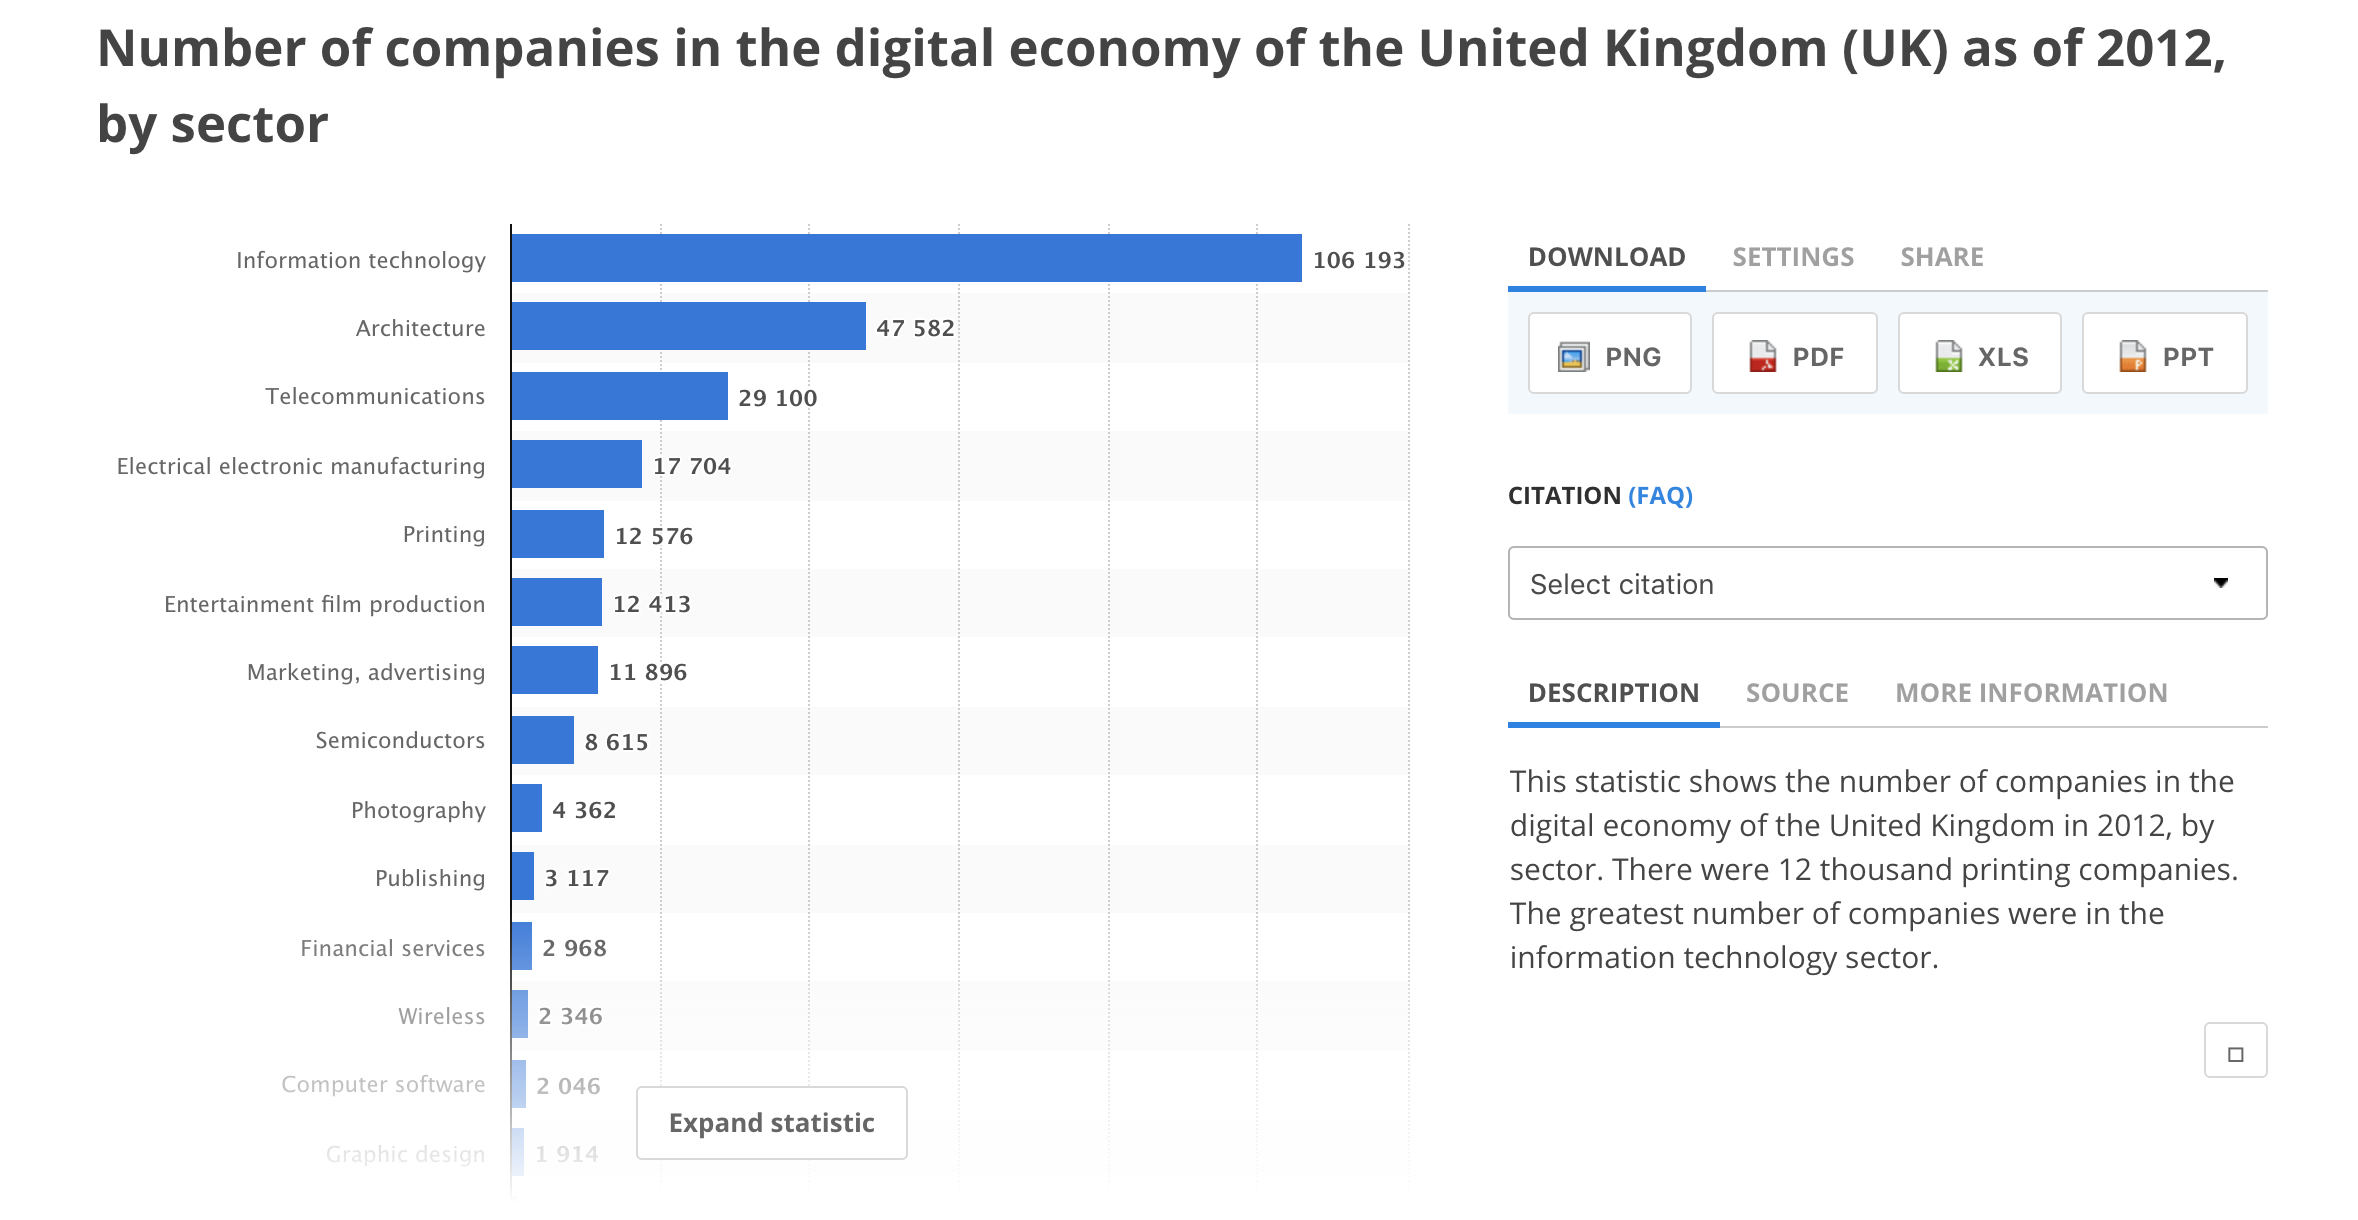 Number of companies in the digital economy of the United Kingdom (UK) as of 2012,
by sector
Information technology 106 193
Architecture 47 582
Telecommunications 29 100
Electrical electronic manufacturing 17 704
Printing 12 576
Entertainment film production 12 413
Marketing, advertising 11 896
Semiconductors 8 615
Photography 4 362
Publishing 3 117
Financial services 2 968
Wireless 2 346
Computer software 2 046
Graphic design 1 914
Expand statistic
DOWNLOAD SETTINGS SHARE
PNG PDF XLS PPT
CITATION (FAQ)
Select citation
DESCRIPTION SOURCE MORE INFORMATION
This statistic shows the number of companies in the
digital economy of the United Kingdom in 2012, by
sector. There were 12 thousand printing companies.
The greatest number of companies were in the
information technology sector.